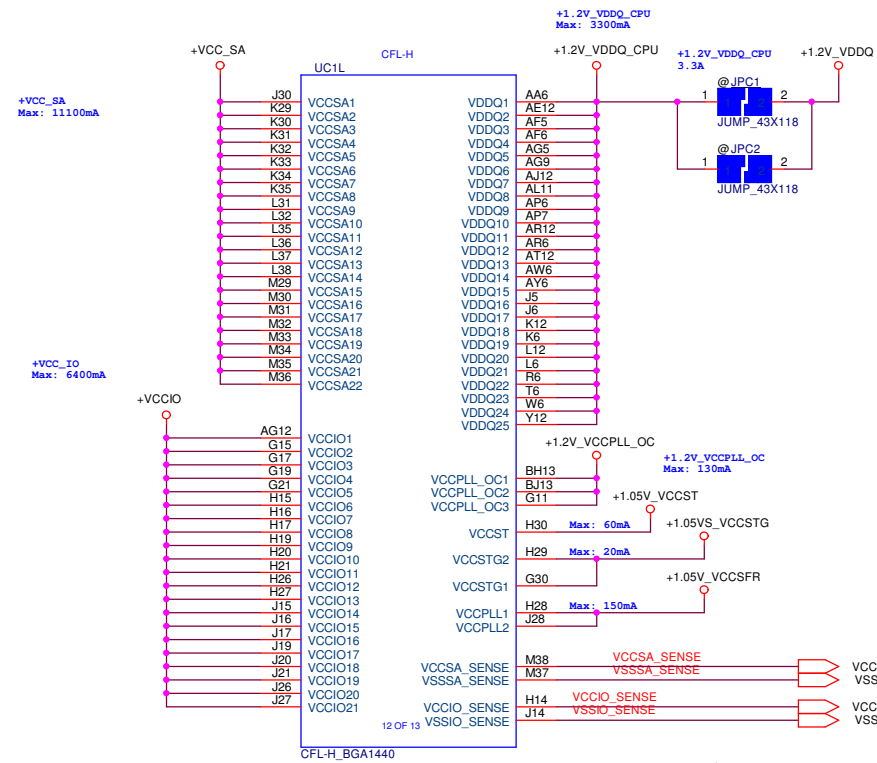 +1.2V_VDDQ_CPU
Max: 3300mA
+VCC_SA
CFL-H
+1.2V_VDDQ_CPU
+1.2V_VDDQ_CPU
3.3A
+1.2V_VDDQ
UC1L
+VCC_SA
Max: 11100mA
J30 VCCSA1
K29 VCCSA2
K30 VCCSA3
K31 VCCSA4
K32 VCCSA5
K33 VCCSA6
K34 VCCSA7
K35 VCCSA8
L31 VCCSA9
L32 VCCSA10
L35 VCCSA11
L36 VCCSA12
L37 VCCSA13
L38 VCCSA14
M29 VCCSA15
M30 VCCSA16
M31 VCCSA17
M32 VCCSA18
M33 VCCSA19
M34 VCCSA20
M35 VCCSA21
M36 VCCSA22
VDDQ1 AA6
VDDQ2 AE12
VDDQ3 AF5
VDDQ4 AF6
VDDQ5 AG5
VDDQ6 AG9
VDDQ7 AJ12
VDDQ8 AL11
VDDQ9 AP6
VDDQ10 AP7
VDDQ11 AR12
VDDQ12 AR6
VDDQ13 AT12
VDDQ14 AW6
VDDQ15 AY6
VDDQ16 J5
VDDQ17 J6
VDDQ18 K12
VDDQ19 K6
VDDQ20 L12
VDDQ21 L6
VDDQ22 R6
VDDQ23 T6
VDDQ24 W6
VDDQ25 Y12
@JPC1
1 1 2 2
JUMP_43X118
@JPC2
1 1 2 2
JUMP_43X118
+VCC_IO
Max: 6400mA
+VCCIO
AG12 VCCIO1
G15 VCCIO2
G17 VCCIO3
G19 VCCIO4
G21 VCCIO5
H15 VCCIO6
H16 VCCIO7
H17 VCCIO8
H19 VCCIO9
H20 VCCIO10
H21 VCCIO11
H26 VCCIO12
H27 VCCIO13
J15 VCCIO14
J16 VCCIO15
J17 VCCIO16
J19 VCCIO17
J20 VCCIO18
J21 VCCIO19
J26 VCCIO20
J27 VCCIO21
+1.2V_VCCPLL_OC
+1.2V_VCCPLL_OC
Max: 130mA
VCCPLL_OC1 BH13
VCCPLL_OC2 BJ13
VCCPLL_OC3 G11
+1.05V_VCCST
VCCST H30 Max: 60mA
+1.05VS_VCCSTG
VCCSTG2 H29 Max: 20mA
VCCSTG1 G30
+1.05V_VCCSFR
VCCPLL1 H28 Max: 150mA
VCCPLL2 J28
VCCSA_SENSE M38 VCCSA_SENSE VCC
VSSSA_SENSE M37 VSSSA_SENSE VSS
VCCIO_SENSE H14 VCCIO_SENSE VCC
VSSIO_SENSE J14 VSSIO_SENSE VSS
12 OF 13
CFL-H_BGA1440